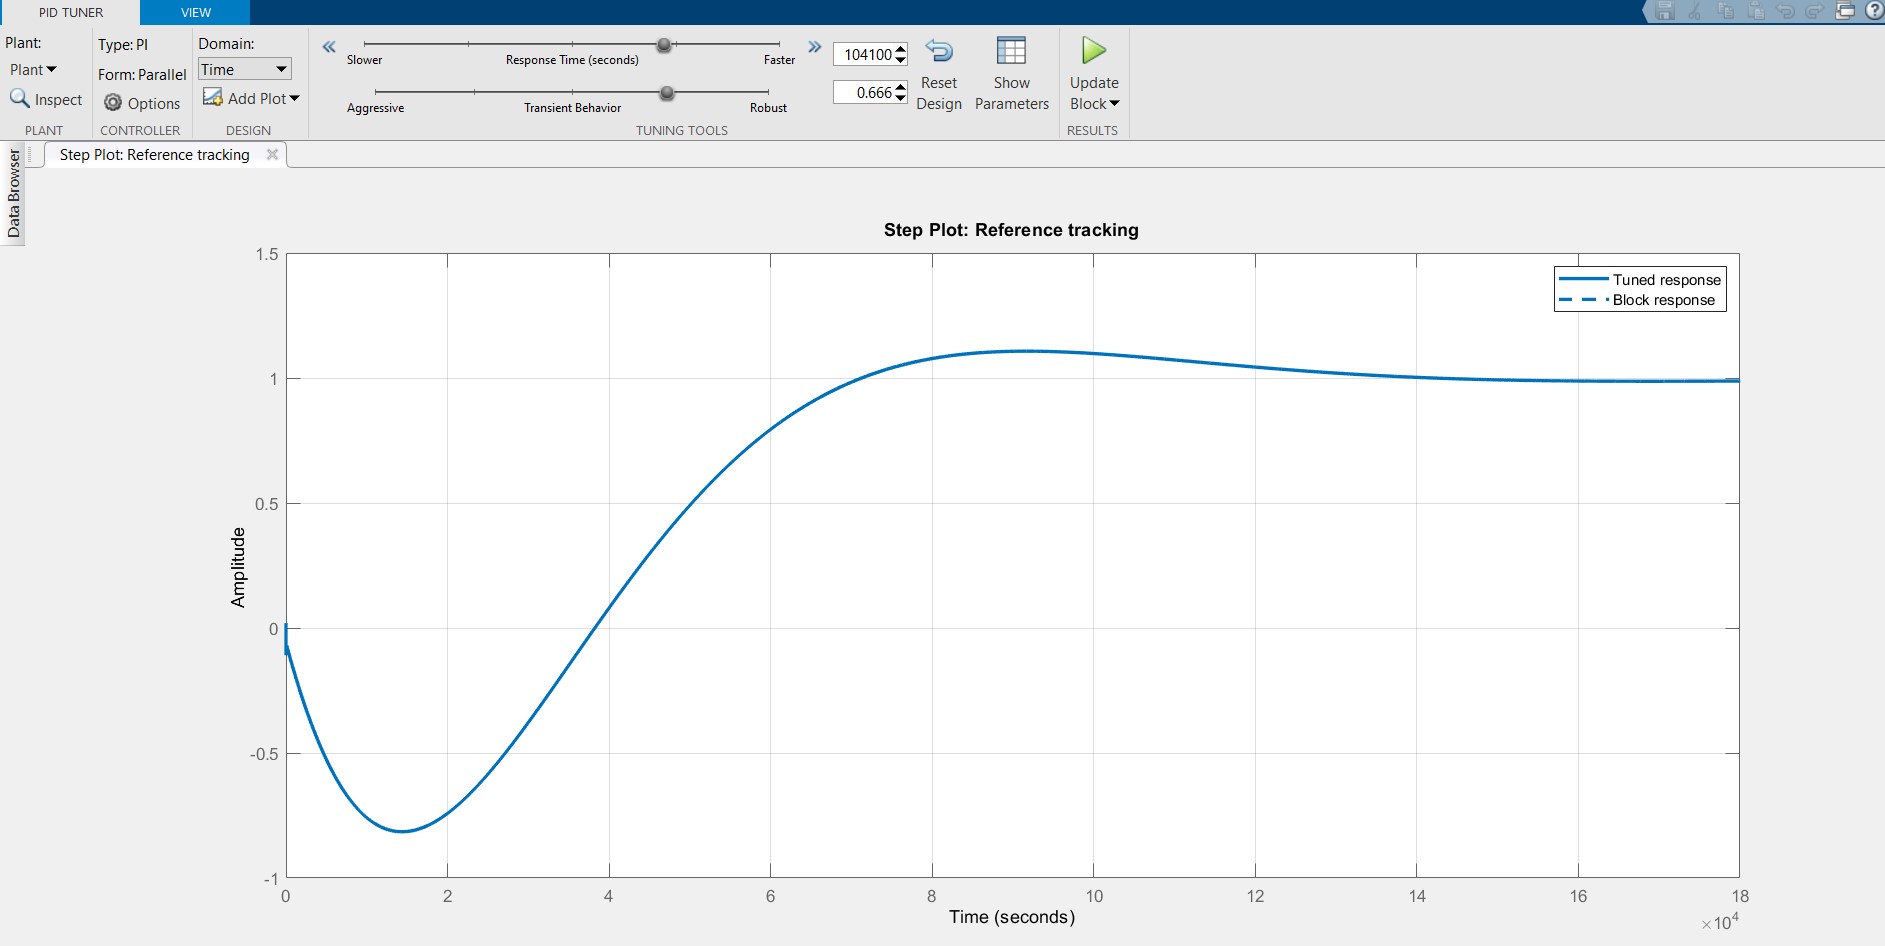 PID TUNER
VIEW
Plant:
Plant
Inspect
PLANT
Type: PI
Form: Parallel
Options
CONTROLLER
Domain:
Time
Add Plot
DESIGN
Slower
Response Time (seconds)
Faster
104100
Aggressive
Transient Behavior
Robust
0.666
Reset
Design
Show
Parameters
TUNING TOOLS
Update
Block
RESULTS
Data Browser
Step Plot: Reference tracking
Step Plot: Reference tracking
Tuned response
Block response
Amplitude
1.5
1
0.5
0
-0.5
-1
0 2 4 6 8 10 12 14 16 18
×10⁴
Time (seconds)